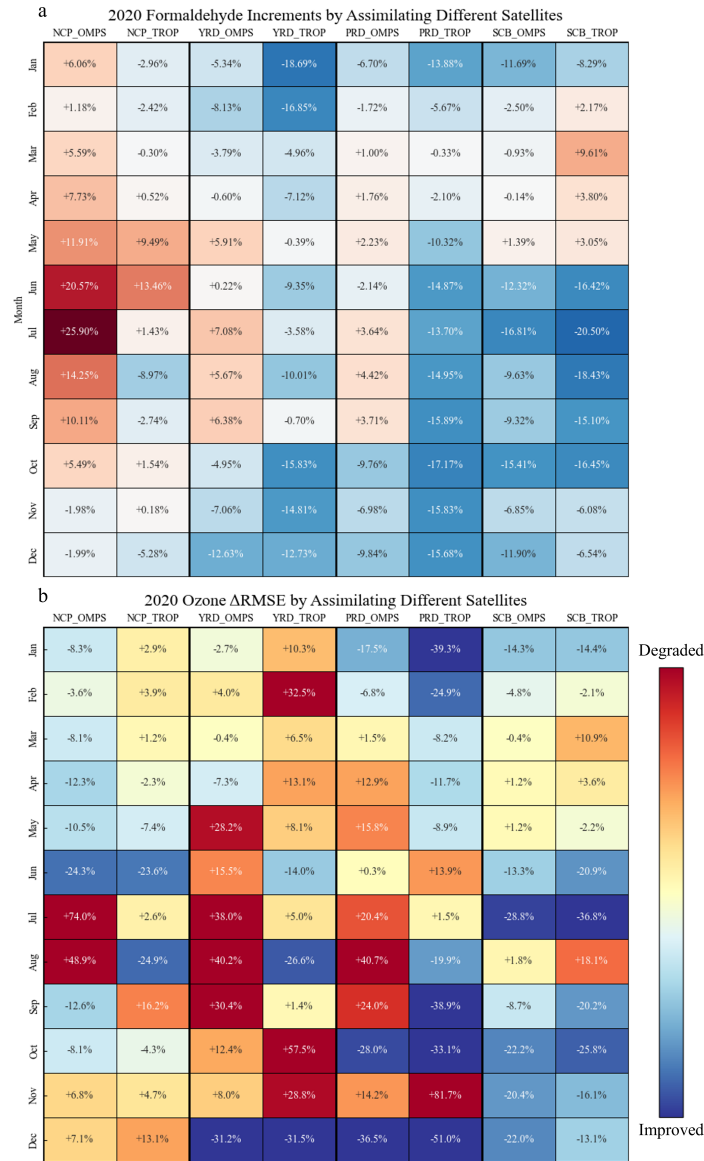 a
2020 Formaldehyde Increments by Assimilating Different Satellites
NCP_OMPS NCP_TROP YRD_OMPS YRD_TROP PRD_OMPS PRD_TROP SCB_OMPS SCB_TROP
Jan +6.06% -2.96% -5.34% -18.69% -6.70% -13.88% -11.69% -8.29%
Feb +1.18% -2.42% -8.13% -16.85% -1.72% -5.67% -2.50% +2.17%
Mar +5.59% -0.30% -3.79% -4.96% +1.00% -0.33% -0.93% +9.61%
Apr +7.73% +0.52% -0.60% -7.12% +1.76% -2.10% -0.14% +3.80%
May +11.91% +9.49% +5.91% -0.39% +2.23% -10.32% +1.39% +3.05%
Jun +20.57% +13.46% +0.22% -9.35% -2.14% -14.87% -12.32% -16.42%
Month
Jul +25.90% +1.43% +7.08% -3.58% +3.64% -13.70% -16.81% -20.50%
Aug +14.25% -8.97% +5.67% -10.01% +4.42% -14.95% -9.63% -18.43%
Sep +10.11% -2.74% +6.38% -0.70% +3.71% -15.89% -9.32% -15.10%
Oct +5.49% +1.54% -4.95% -15.83% -9.76% -17.17% -15.41% -16.45%
Nov -1.98% +0.18% -7.06% -14.81% -6.98% -15.83% -6.85% -6.08%
Dec -1.99% -5.28% -12.63% -12.73% -9.84% -15.68% -11.90% -6.54%
b
2020 Ozone ΔRMSE by Assimilating Different Satellites
NCP_OMPS NCP_TROP YRD_OMPS YRD_TROP PRD_OMPS PRD_TROP SCB_OMPS SCB_TROP
Jan -8.3% +2.9% -2.7% +10.3% -17.5% -39.3% -14.3% -14.4%
Degraded
Feb -3.6% +3.9% +4.0% +32.5% -6.8% -24.9% -4.8% -2.1%
Mar -8.1% +1.2% -0.4% +6.5% +1.5% -8.2% -0.4% +10.9%
Apr -12.3% -2.3% -7.3% +13.1% +12.9% -11.7% +1.2% +3.6%
May -10.5% -7.4% +28.2% +8.1% +15.8% -8.9% +1.2% -2.2%
Jun -24.3% -23.6% +15.5% -14.0% +0.3% +13.9% -13.3% -20.9%
Jul +74.0% +2.6% +38.0% +5.0% +20.4% +1.5% -28.8% -36.8%
Aug +48.9% -24.9% +40.2% -26.6% +40.7% -19.9% +1.8% +18.1%
Sep -12.6% +16.2% +30.4% +1.4% +24.0% -38.9% -8.7% -20.2%
Oct -8.1% -4.3% +12.4% +57.5% -28.0% -33.1% -22.2% -25.8%
Nov +6.8% +4.7% +8.0% +28.8% +14.2% +81.7% -20.4% -16.1%
Dec +7.1% +13.1% -31.2% -31.5% -36.5% -51.0% -22.0% -13.1%
Improved